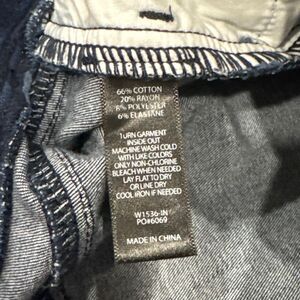 66% COTTON
20% RAYON
8% POLYESTER
6% ELASTANE
TURN GARMENT
INSIDE OUT
MACHINE WASH COLD
WITH LIKE COLORS
ONLY NON-CHLORINE
BLEACH WHEN NEEDED
LAY FLAT TO DRY
OR LINE DRY
COOL IRON IF NEEDED
W1536-IN
PO#6069
MADE IN CHINA